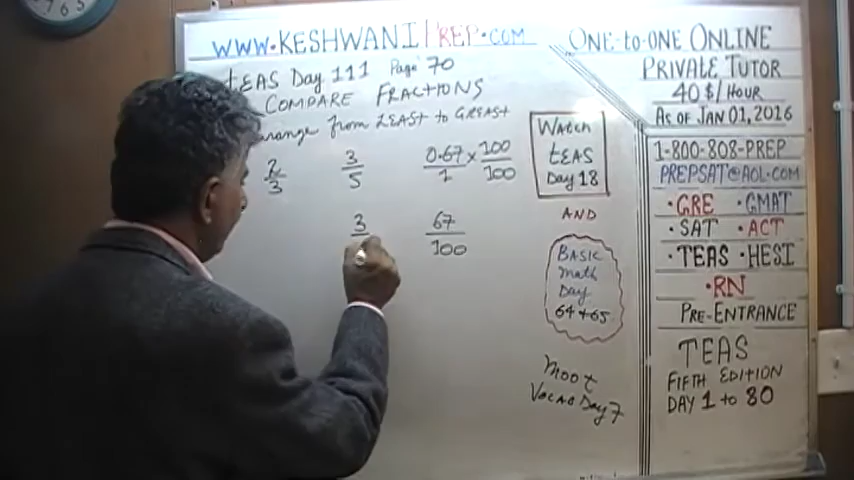 WWW.KESHWANI PREP.COM
tEAS Day 111 Page 70
COMPARE FRACTIONS
range from LEAST to GREAST
2/3 3/5 0.67/1 × 100/100
3 67/100
Watch
tEAS
Day 18
AND
BASIC
math
Day
64+65
moot
Vocab Day 7
ONE-to-ONE ONLINE
PRIVATE TUTOR
40 $/HOUR
AS OF JAN 01, 2016
1-800-808-PREP
PREPSAT@AOL.COM
•GRE •GMAT
•SAT •ACT
•TEAS •HESI
•RN
PRE-ENTRANCE
TEAS
FIFTH EDITION
DAY 1 to 80